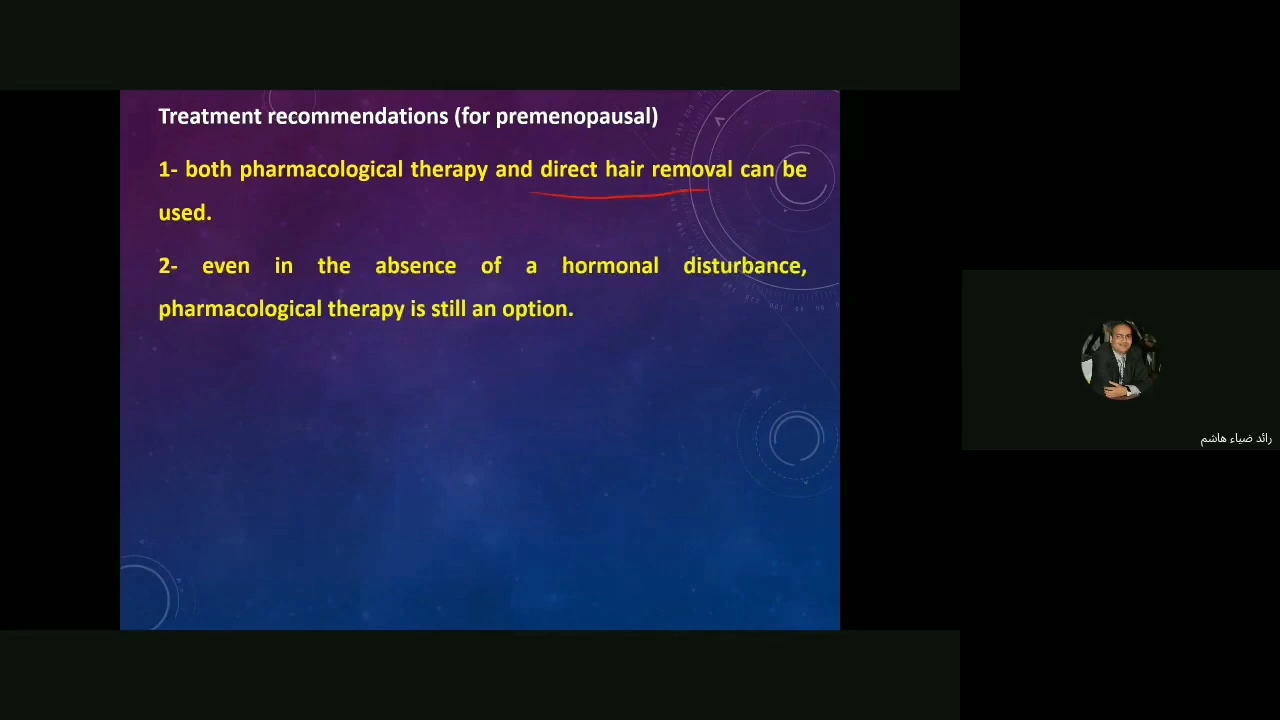 Treatment recommendations (for premenopausal)
1- both pharmacological therapy and direct hair removal can be
used.
2- even in the absence of a hormonal disturbance,
pharmacological therapy is still an option.
رائد ضياء هاشم